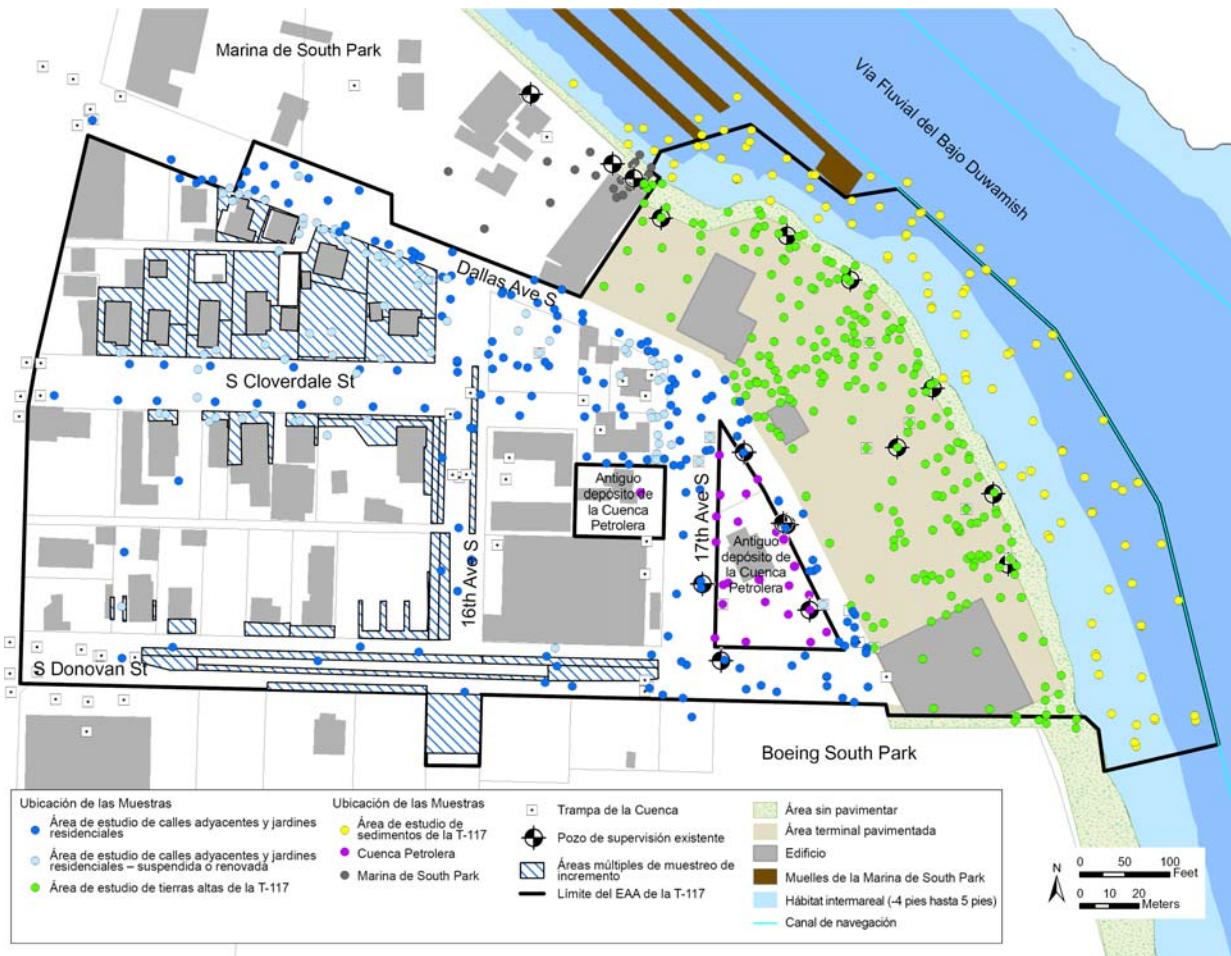 Marina de South Park
Vía Fluvial del Bajo Duwamish
Dallas Ave S
S Cloverdale St
Antiguo
depósito de
la Cuenca
Petrolera
17th Ave S
16th Ave S
Antiguo
depósito de
la Cuenca
Petrolera
S Donovan St
Boeing South Park
Ubicación de las Muestras
Área de estudio de calles adyacentes y jardines
residenciales
Área de estudio de calles adyacentes y jardines
residenciales – suspendida o renovada
Área de estudio de tierras altas de la T-117
Ubicación de las Muestras
Área de estudio de
sedimentos de la T-117
Cuenca Petrolera
Marina de South Park
Trampa de la Cuenca
Pozo de supervisión existente
Áreas múltiples de muestreo de
incremento
Límite del EAA de la T-117
Área sin pavimentar
Área terminal pavimentada
Edificio
Muelles de la Marina de South Park
Hábitat intermareal (-4 pies hasta 5 pies)
Canal de navegación
N
0 50 100
Feet
0 10 20
Meters